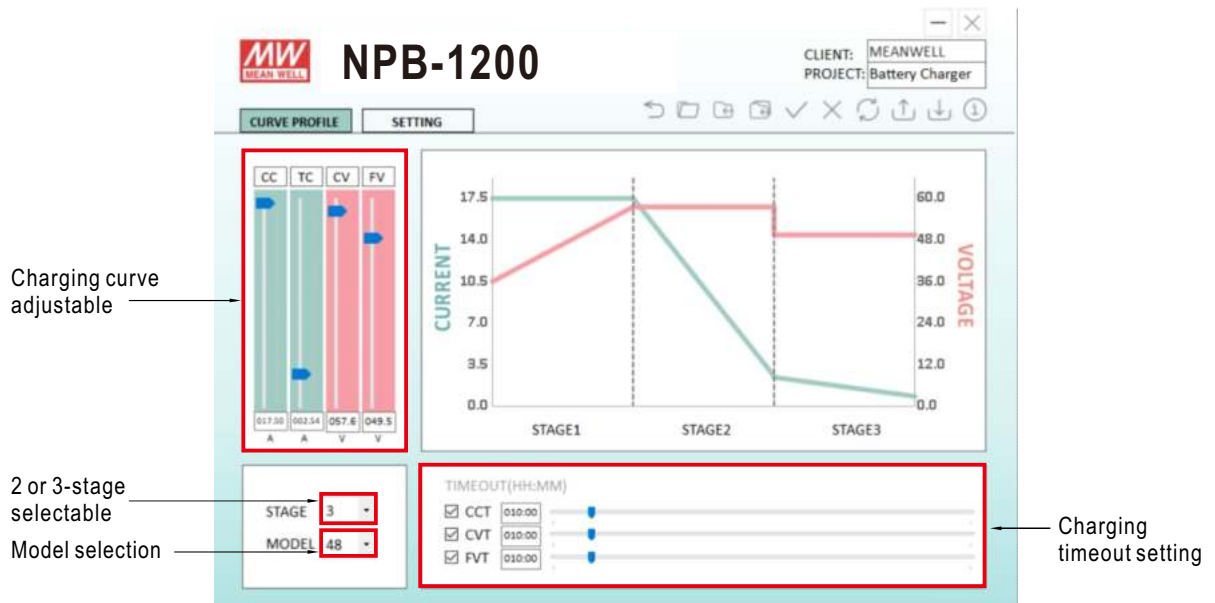 MW
MEAN WELL
NPB-1200
CLIENT: MEANWELL
PROJECT: Battery Charger
CURVE PROFILE SETTING
CC TC CV FV
017.50 002.54 057.6 049.5
A A V V
CURRENT
17.5
14.0
10.5
7.0
3.5
0.0
60.0
48.0
36.0
24.0
12.0
0.0
VOLTAGE
STAGE1 STAGE2 STAGE3
Charging curve
adjustable
2 or 3-stage
selectable
Model selection
STAGE 3
MODEL 48
TIMEOUT(HH:MM)
CCT 010:00
CVT 010:00
FVT 010:00
Charging
timeout setting